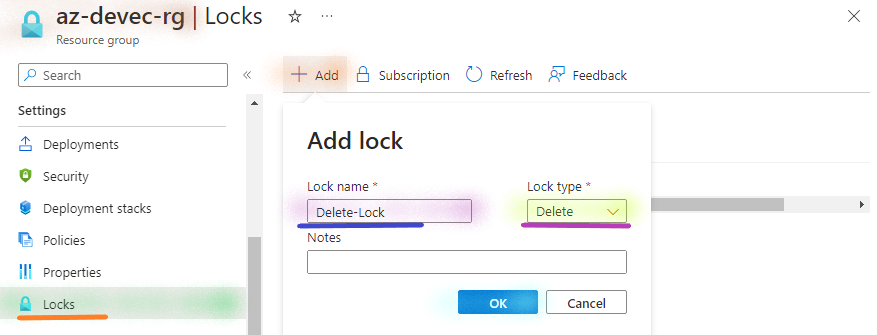 az-devec-rg | Locks
Resource group
Search
Add Subscription Refresh Feedback
Settings
Deployments
Security
Deployment stacks
Policies
Properties
Locks
Add lock
Lock name * Lock type *
Delete-Lock Delete
Notes
OK Cancel